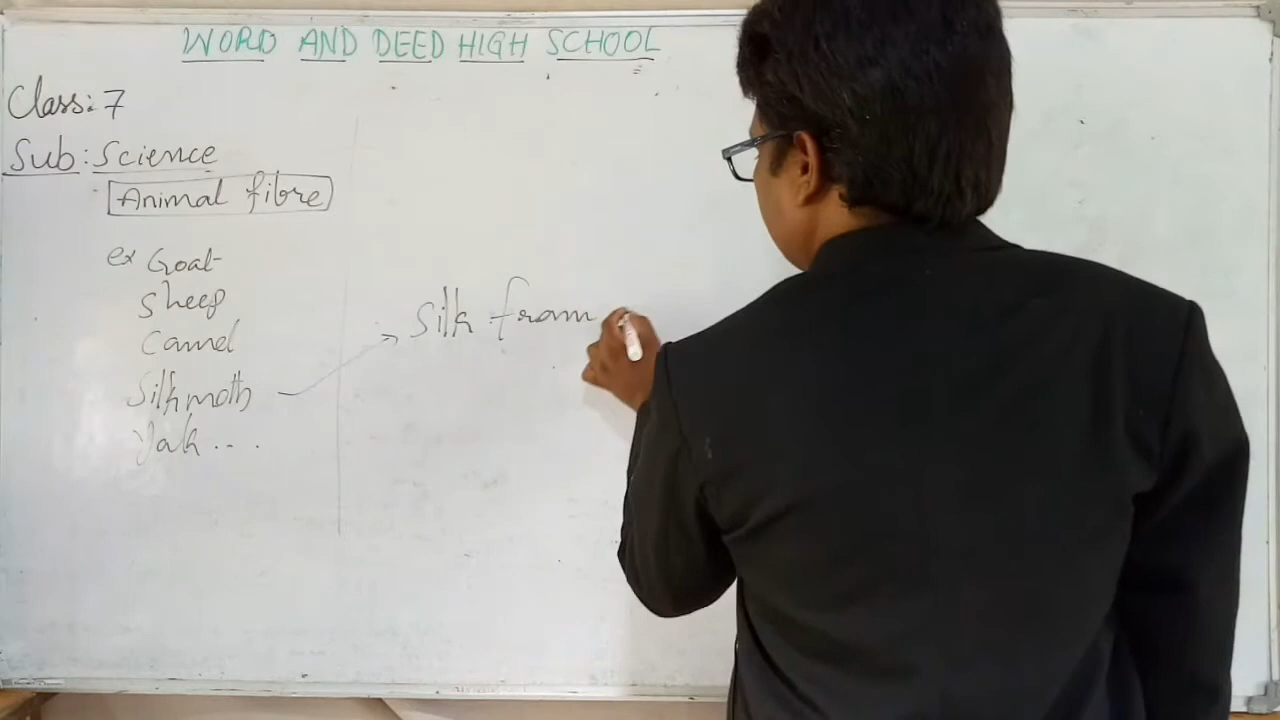 WORD AND DEED HIGH SCHOOL
Class: 7
Sub: Science
Animal fibre
ex Goat
Sheep
Camel
Silkmoth → Silk from
Yak ....